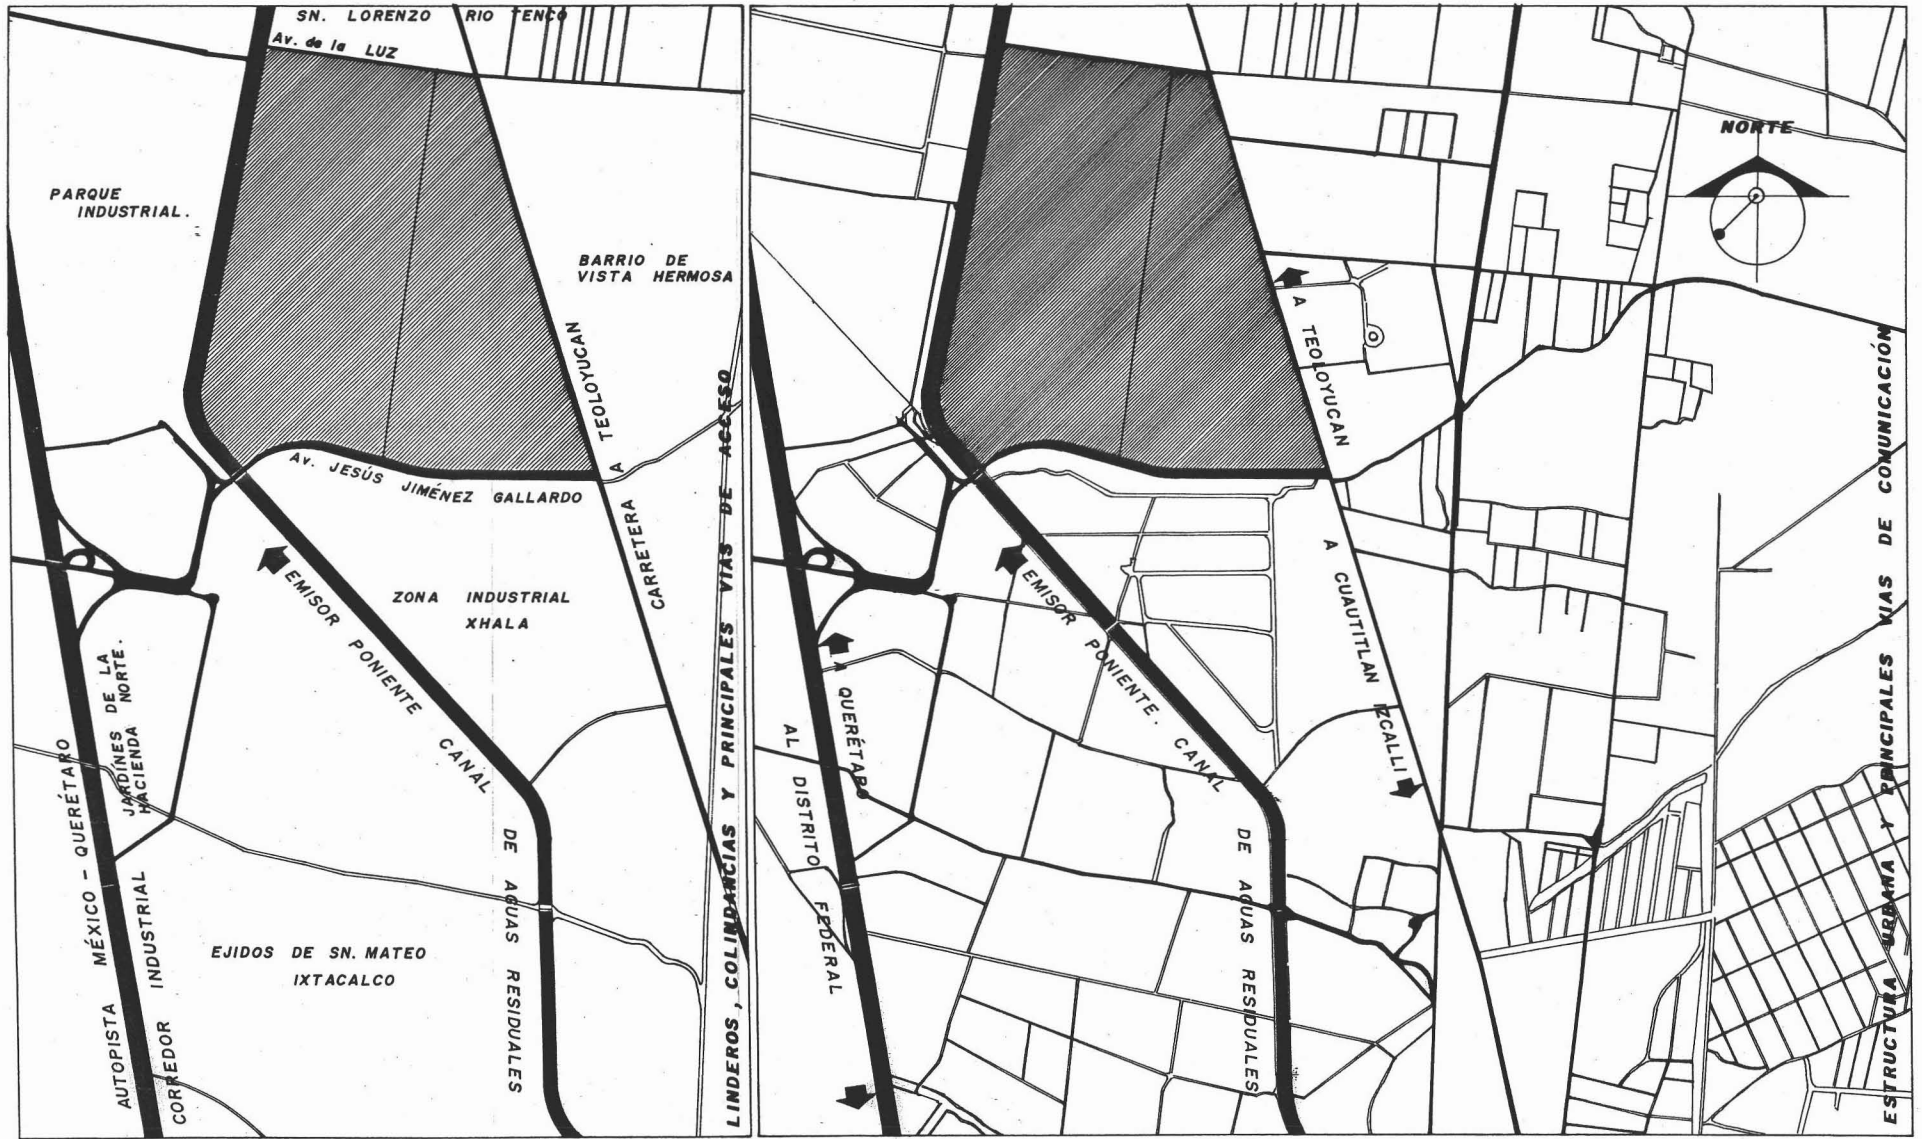 SN. LORENZO RIO TENCO
Av. de la LUZ
PARQUE
INDUSTRIAL.
BARRIO DE
VISTA HERMOSA
CARRETERA A TEOLOYUCAN
Av. JESÚS JIMÉNEZ GALLARDO
EMISOR PONIENTE
CANAL
DE AGUAS RESIDUALES
ZONA INDUSTRIAL
XHALA
JARDÍNES DE LA
HACIENDA NORTE.
AUTOPISTA MÉXICO - QUERÉTARO
CORREDOR INDUSTRIAL
EJIDOS DE SN. MATEO
IXTACALCO
LINDEROS, COLINDANCIAS Y PRINCIPALES VIAS DE ACCESO
NORTE
A TEOLOYUCAN
A CUAUTITLAN IZCALLI
EMISOR PONIENTE.
CANAL
DE AGUAS RESIDUALES
A QUERÉTARO
AL DISTRITO FEDERAL
ESTRUCTURA URBANA Y PRINCIPALES VIAS DE COMUNICACIÓN